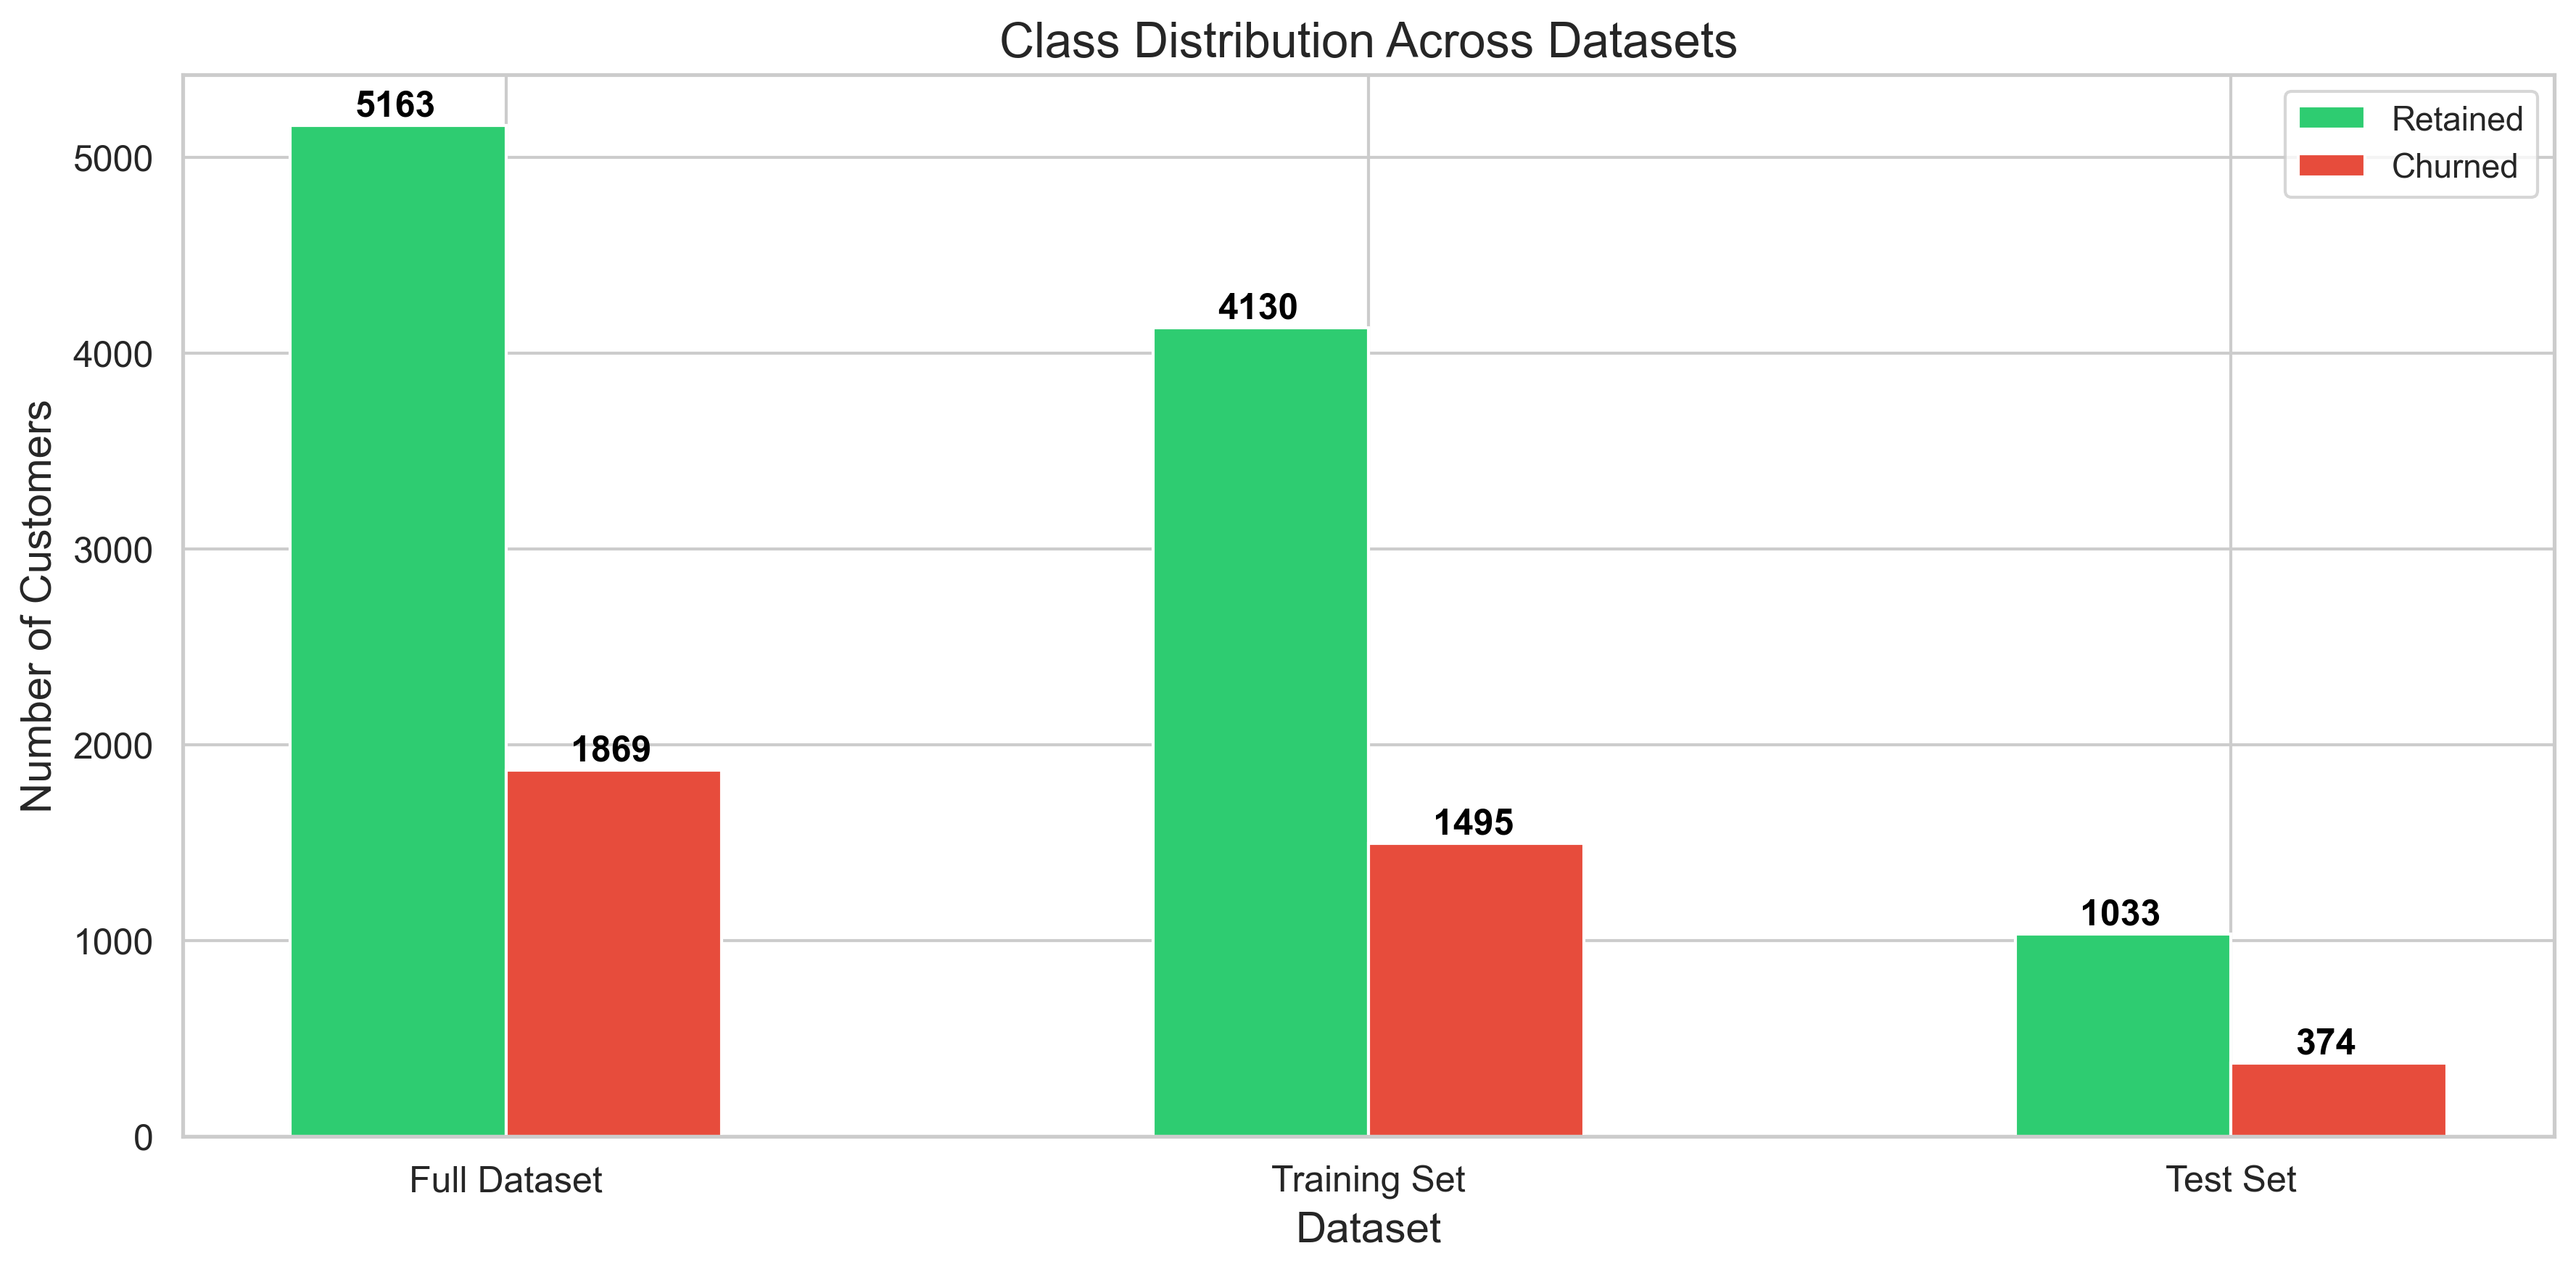 Class Distribution Across Datasets
Retained
Churned
5163
1869
4130
1495
1033
374
5000
4000
3000
2000
1000
0
Number of Customers
Full Dataset
Training Set
Test Set
Dataset